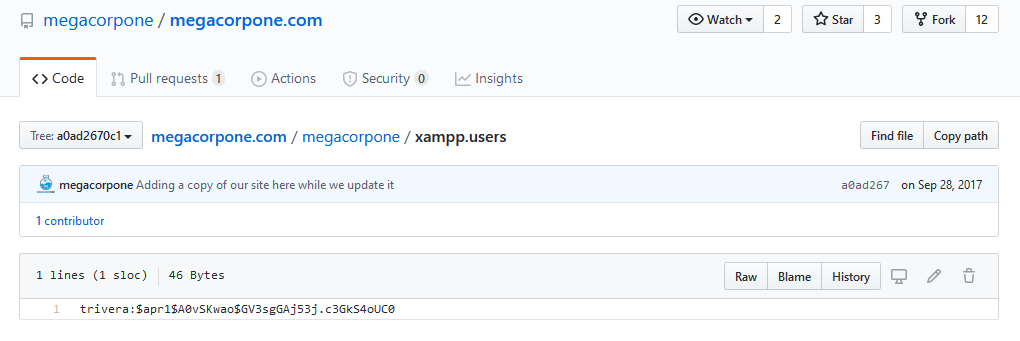 megacorpone / megacorpone.com
Watch 2 Star 3 Fork 12
Code Pull requests 1 Actions Security 0 Insights
Tree: a0ad2670c1 megacorpone.com / megacorpone / xampp.users Find file Copy path
megacorpone Adding a copy of our site here while we update it a0ad267 on Sep 28, 2017
1 contributor
1 lines (1 sloc) 46 Bytes Raw Blame History
1 trivera:$apr1$A0vSKwao$GV3sgGAj53j.c3GkS4oUC0